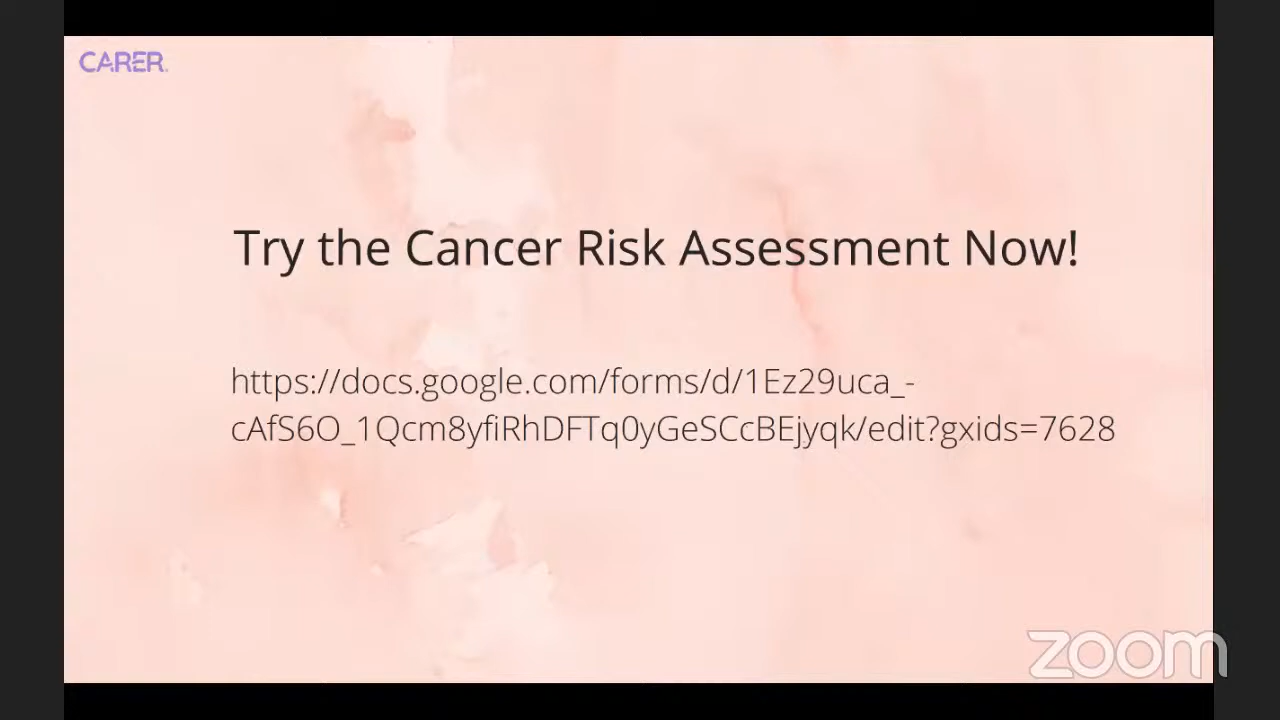 CARER.
Try the Cancer Risk Assessment Now!
https://docs.google.com/forms/d/1Ez29uca_-
cAfS6O_1Qcm8yfiRhDFTq0yGeSCcBEjyqk/edit?gxids=7628
zoom